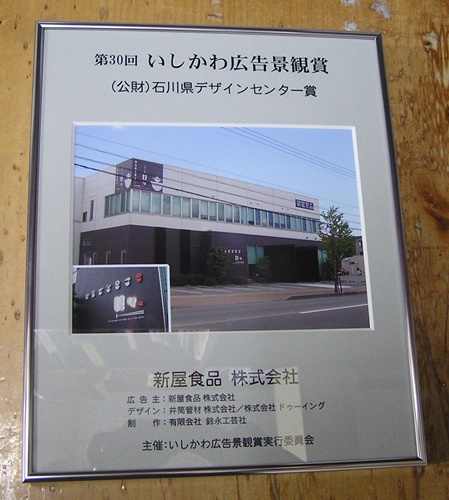 第30回 いしかわ広告景観賞
（公財）石川県デザインセンター賞
新屋食品 株式会社
広 告 主：新屋食品 株式会社
デザイン：井筒管材 株式会社／株式会社 ドゥーイング
制　　作：有限会社 鈴永工芸社
主催：いしかわ広告景観賞実行委員会